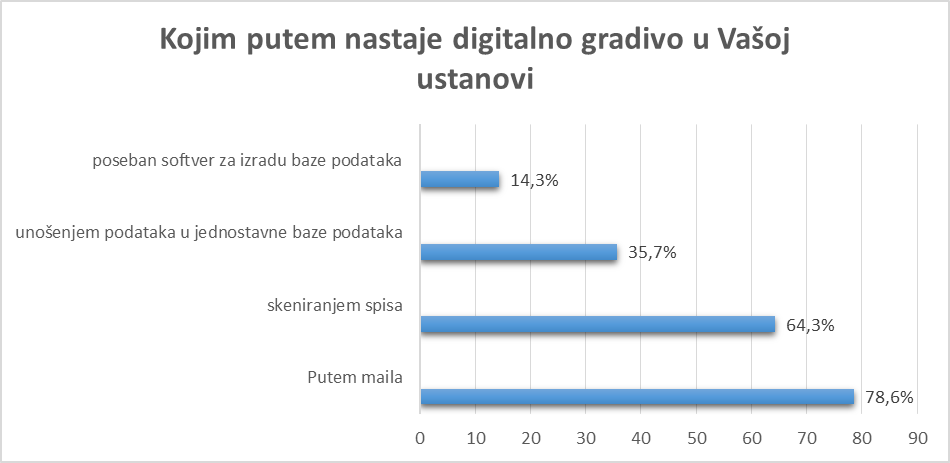 Kojim putem nastaje digitalno gradivo u Vašoj
ustanovi
poseban softver za izradu baze podataka
14,3%
unošenjem podataka u jednostavne baze podataka
35,7%
skeniranjem spisa
64,3%
Putem maila
78,6%
0 10 20 30 40 50 60 70 80 90